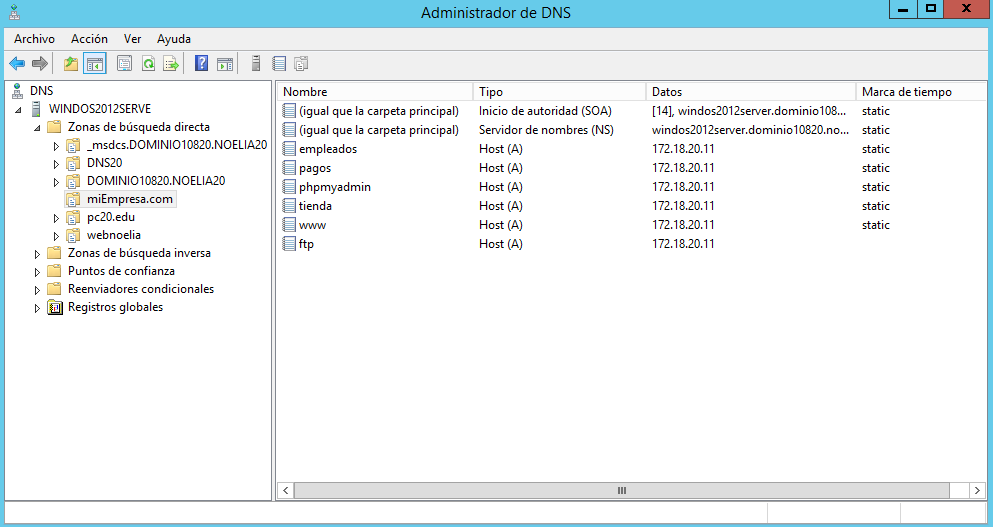 Administrador de DNS
Archivo Acción Ver Ayuda
DNS
WINDOS2012SERVE
Zonas de búsqueda directa
_msdcs.DOMINIO10820.NOELIA20
DNS20
DOMINIO10820.NOELIA20
miEmpresa.com
pc20.edu
webnoelia
Zonas de búsqueda inversa
Puntos de confianza
Reenviadores condicionales
Registros globales
Nombre Tipo Datos Marca de tiempo
(igual que la carpeta principal) Inicio de autoridad (SOA) [14], windos2012server.dominio108... static
(igual que la carpeta principal) Servidor de nombres (NS) windos2012server.dominio10820.no... static
empleados Host (A) 172.18.20.11 static
pagos Host (A) 172.18.20.11 static
phpmyadmin Host (A) 172.18.20.11 static
tienda Host (A) 172.18.20.11 static
www Host (A) 172.18.20.11 static
ftp Host (A) 172.18.20.11